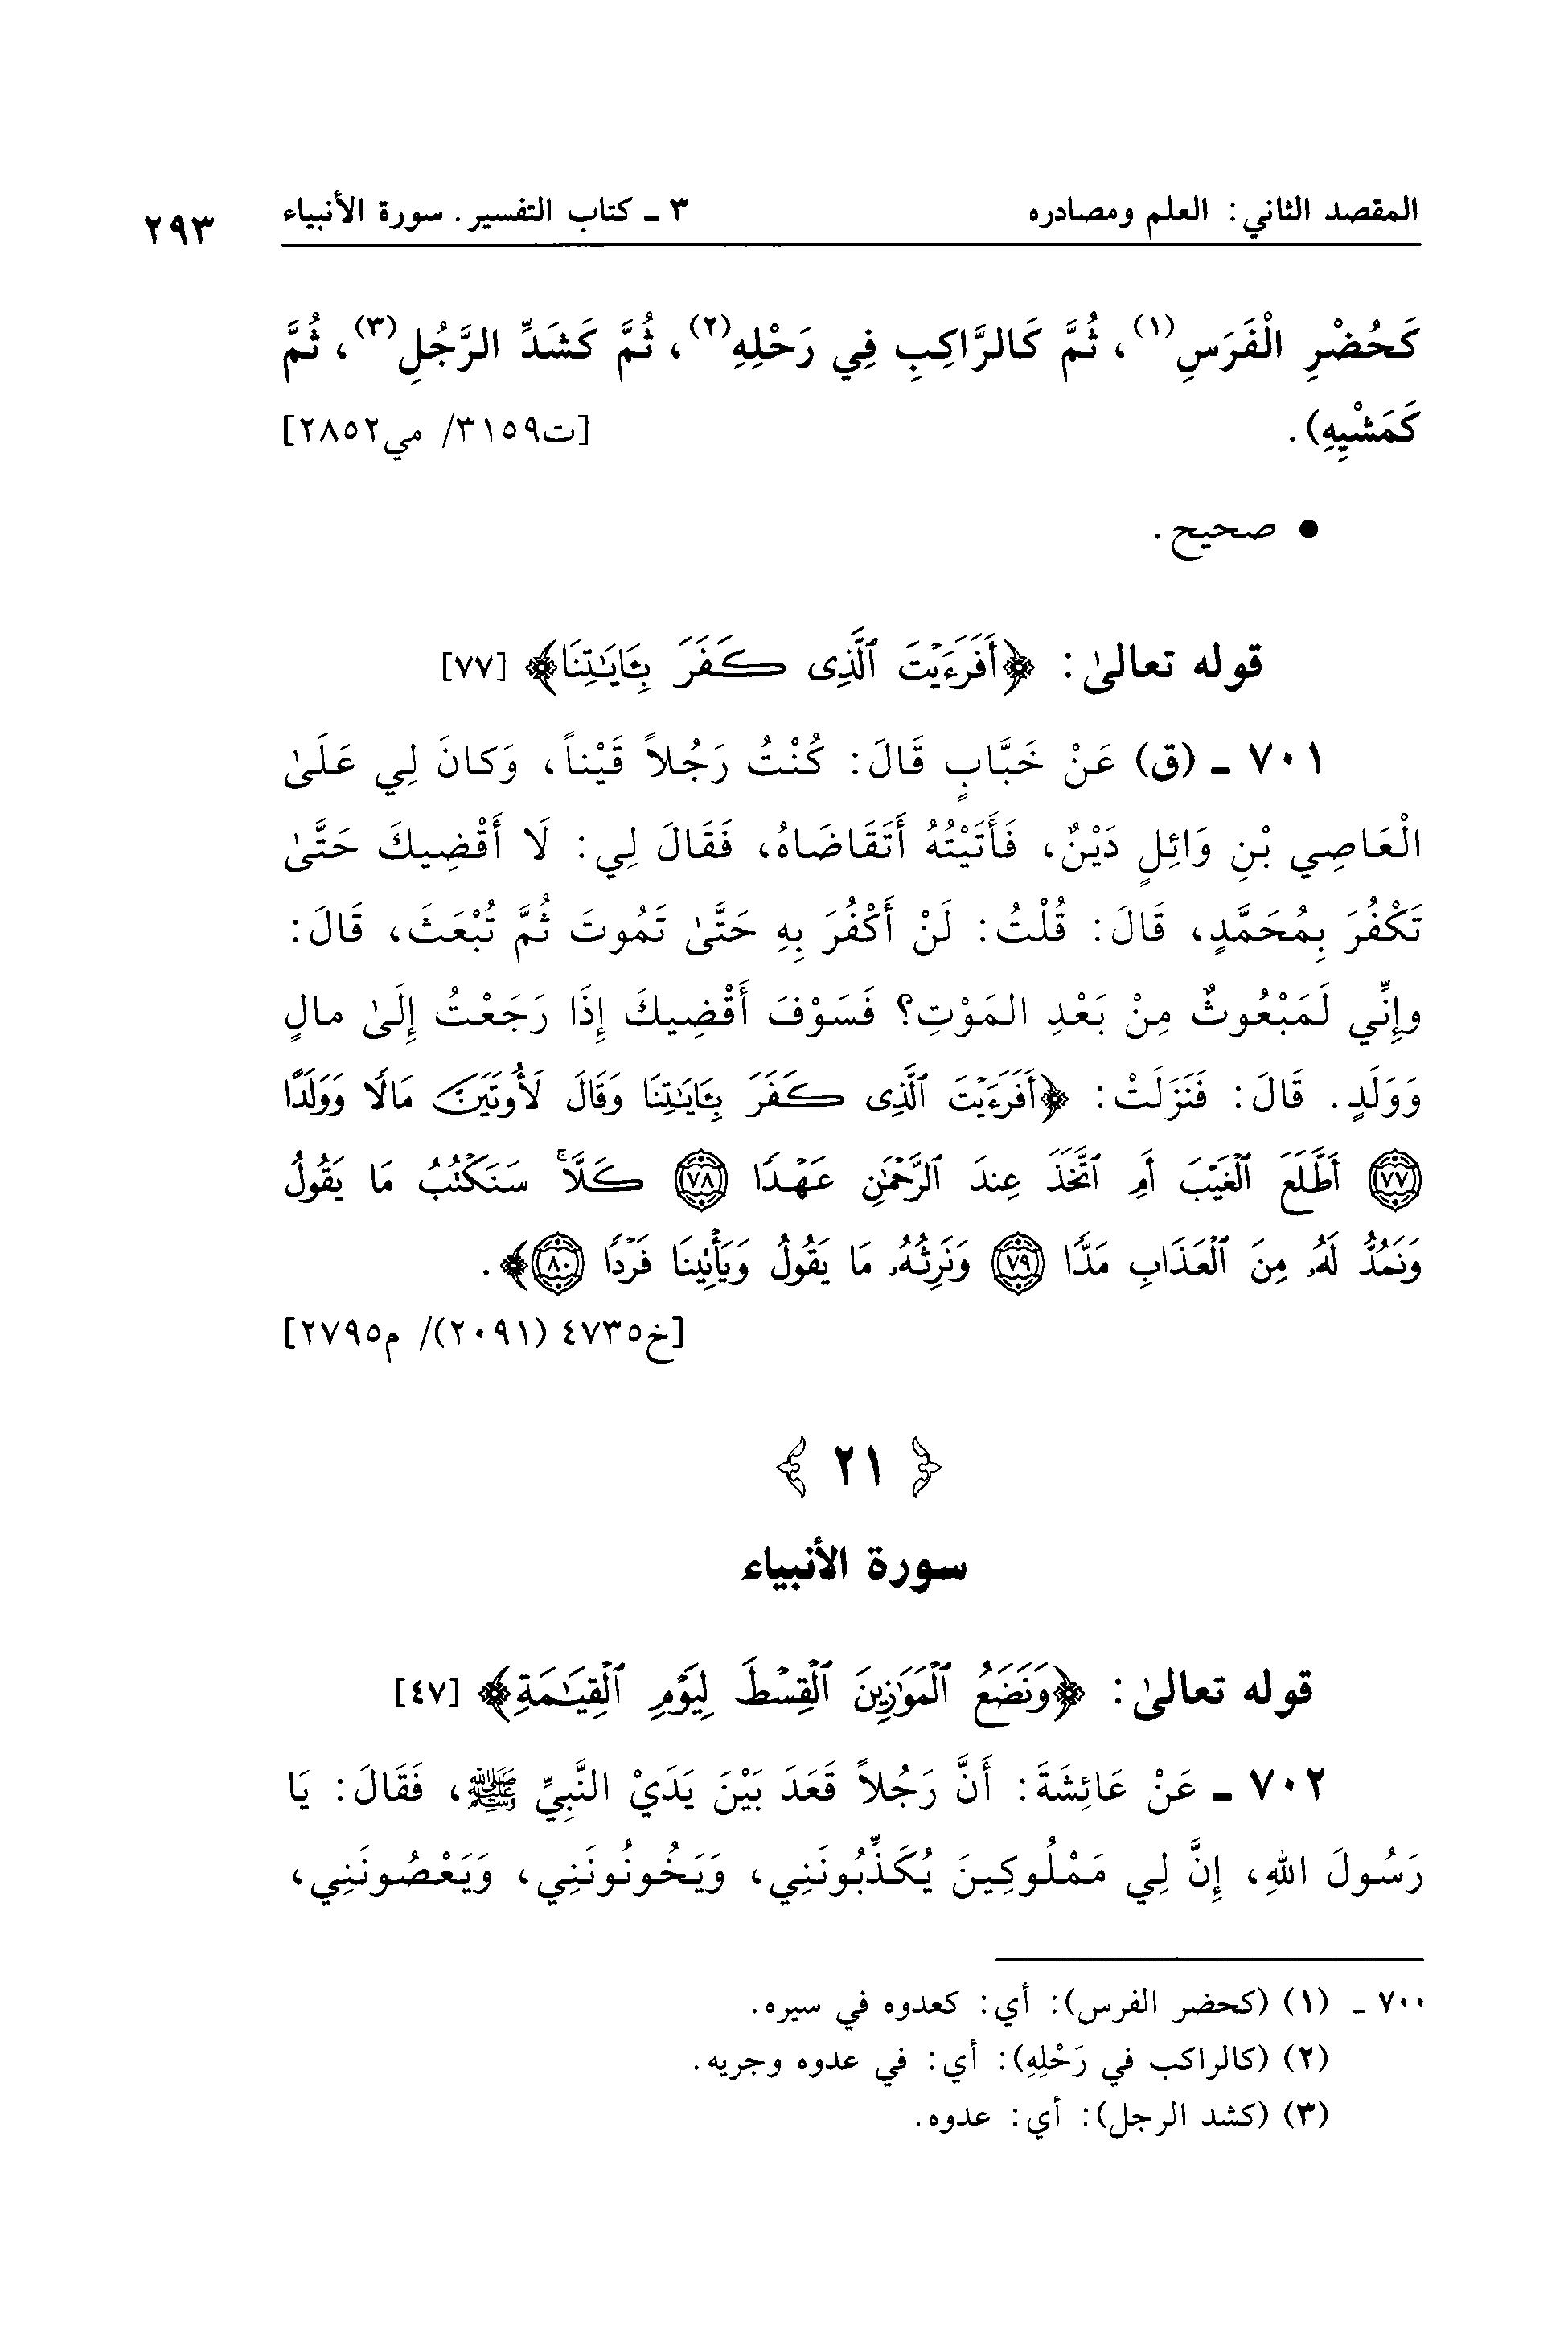 المقصد الثاني: العلم ومصادره ٣ ـ كتاب التفسير. سورة الأنبياء ٢٩٣
كَحُضْرِ الْفَرَسِ(١)، ثُمَّ كَالرَّاكِبِ فِي رَحْلِهِ(٢)، ثُمَّ كَشَدِّ الرَّجُلِ(٣)، ثُمَّ
كَمَشْيِهِ). [ت٣١٥٩/ مي٢٨٥٢]
● صحيح.
قوله تعالىٰ: ﴿أَفَرَءَيْتَ ٱلَّذِى كَفَرَ بِـَٔايَـٰتِنَا﴾ [٧٧]
٧٠١ ـ (ق) عَنْ خَبَّابٍ قَالَ: كُنْتُ رَجُلاً قَيْناً، وَكانَ لِي عَلَىٰ
الْعَاصِي بْنِ وَائِلٍ دَيْنٌ، فَأَتَيْتُهُ أَتَقَاضَاهُ، فَقَالَ لِي: لَا أَقْضِيكَ حَتَّىٰ
تَكْفُرَ بِمُحَمَّدٍ، قَالَ: قُلْتُ: لَنْ أَكْفُرَ بِهِ حَتَّىٰ تَمُوتَ ثُمَّ تُبْعَثَ، قَالَ:
وإِنِّي لَمَبْعُوثٌ مِنْ بَعْدِ المَوْتِ؟ فَسَوْفَ أَقْضِيكَ إِذَا رَجَعْتُ إِلَىٰ مالٍ
وَوَلَدٍ. قَالَ: فَنَزَلَتْ: ﴿أَفَرَءَيْتَ ٱلَّذِى كَفَرَ بِـَٔايَـٰتِنَا وَقَالَ لَأُوتَيَنَّ مَالًا وَوَلَدًا
٧٧ أَطَّلَعَ ٱلْغَيْبَ أَمِ ٱتَّخَذَ عِندَ ٱلرَّحْمَـٰنِ عَهْدًا ٧٨ كَلَّا ۚ سَنَكْتُبُ مَا يَقُولُ
وَنَمُدُّ لَهُۥ مِنَ ٱلْعَذَابِ مَدًّا ٧٩ وَنَرِثُهُۥ مَا يَقُولُ وَيَأْتِينَا فَرْدًا ٨٠﴾.
[خ٤٧٣٥ (٢٠٩١)/ م٢٧٩٥]
﴿ ٢١ ﴾
سورة الأنبياء
قوله تعالىٰ: ﴿وَنَضَعُ ٱلْمَوَٰزِينَ ٱلْقِسْطَ لِيَوْمِ ٱلْقِيَـٰمَةِ﴾ [٤٧]
٧٠٢ ـ عَنْ عَائِشَةَ: أَنَّ رَجُلاً قَعَدَ بَيْنَ يَدَيْ النَّبِيِّ ﷺ، فَقَالَ: يَا
رَسُولَ اللهِ، إِنَّ لِي مَمْلُوكِينَ يُكَذِّبُونَنِي، وَيَخُونُونَنِي، وَيَعْصُونَنِي،
٧٠٠ ـ (١) (كحضر الفرس): أي: كعدوه في سيره.
(٢) (كالراكب في رَحْلِهِ): أي: في عدوه وجريه.
(٣) (كشد الرجل): أي: عدوه.